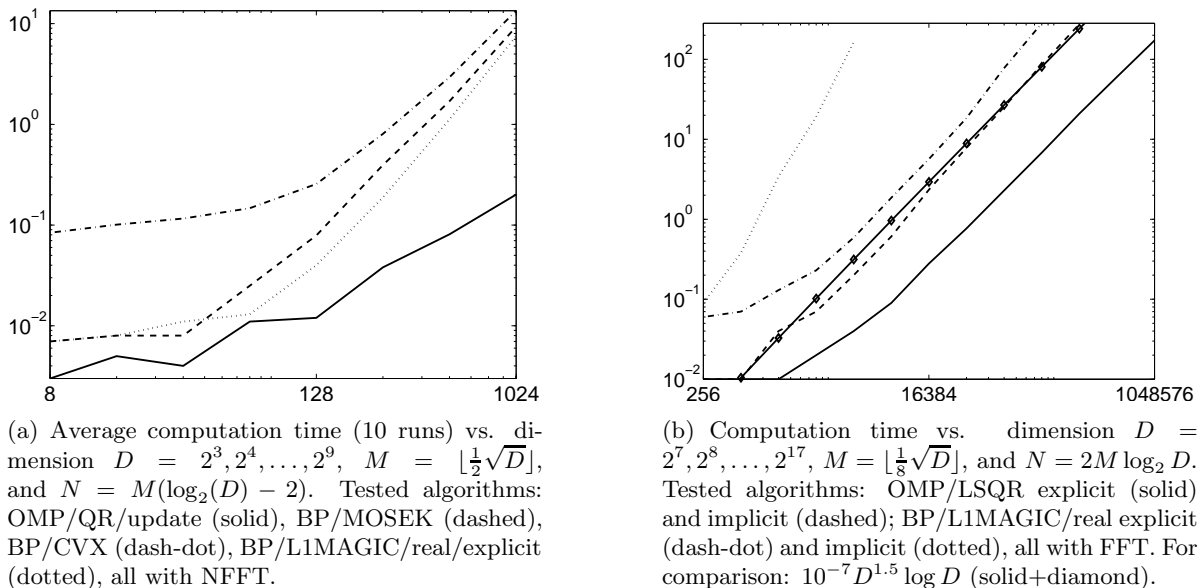 10^1
10^0
10^{-1}
10^{-2}
8 128 1024
(a) Average computation time (10 runs) vs. di-
mension D = 2^3, 2^4, . . . , 2^9, M = ⌊½√D⌋,
and N = M(log_2(D) − 2). Tested algorithms:
OMP/QR/update (solid), BP/MOSEK (dashed),
BP/CVX (dash-dot), BP/L1MAGIC/real/explicit
(dotted), all with NFFT.
10^2
10^1
10^0
10^{-1}
10^{-2}
256 16384 1048576
(b) Computation time vs. dimension D =
2^7, 2^8, . . . , 2^{17}, M = ⌊⅛√D⌋, and N = 2M log_2 D.
Tested algorithms: OMP/LSQR explicit (solid)
and implicit (dashed); BP/L1MAGIC/real explicit
(dash-dot) and implicit (dotted), all with FFT. For
comparison: 10^{-7}D^{1.5} log D (solid+diamond).